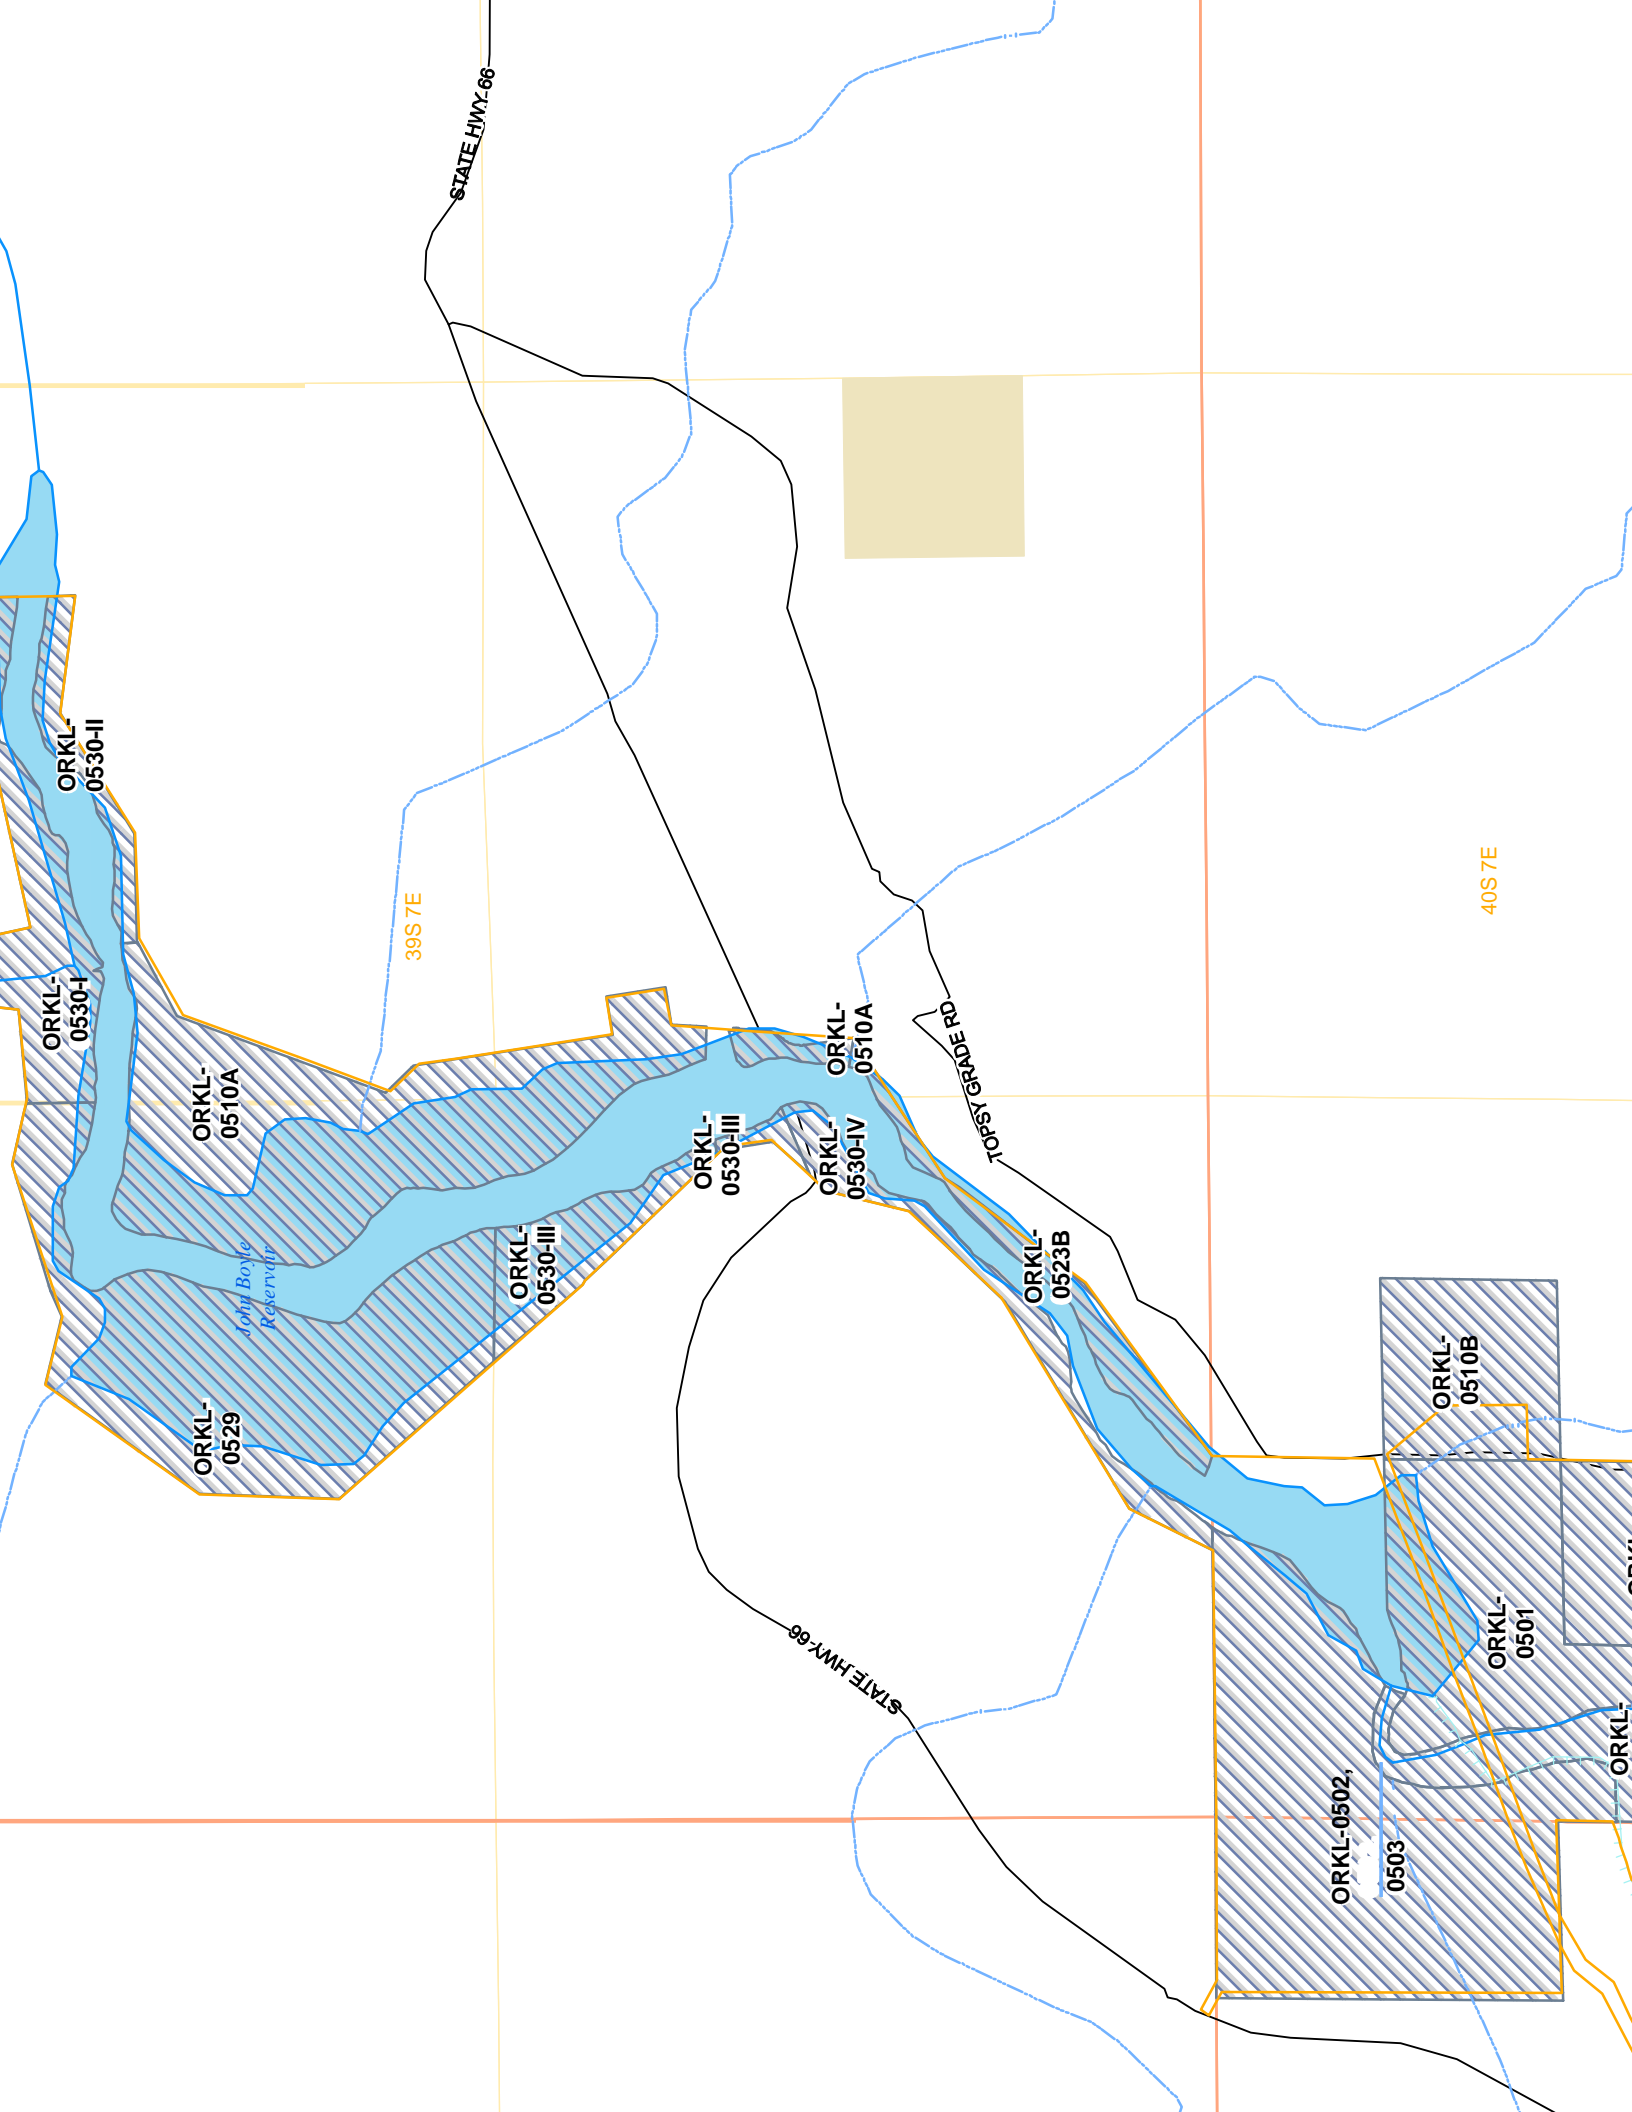 STATE HWY-66
ORKL-
0530-II
39S 7E
40S 7E
ORKL-
0530-I
ORKL-
0510A
ORKL-
0510A
TOPSY GRADE RD
ORKL-
0530-III
ORKL-
0530-IV
John Boyle
Reservoir
ORKL-
0530-III
ORKL-
0523B
ORKL-
0529
ORKL-
0510B
ORKL-
0501
STATE HWY-66
ORKL-
ORKL-0502,
0503